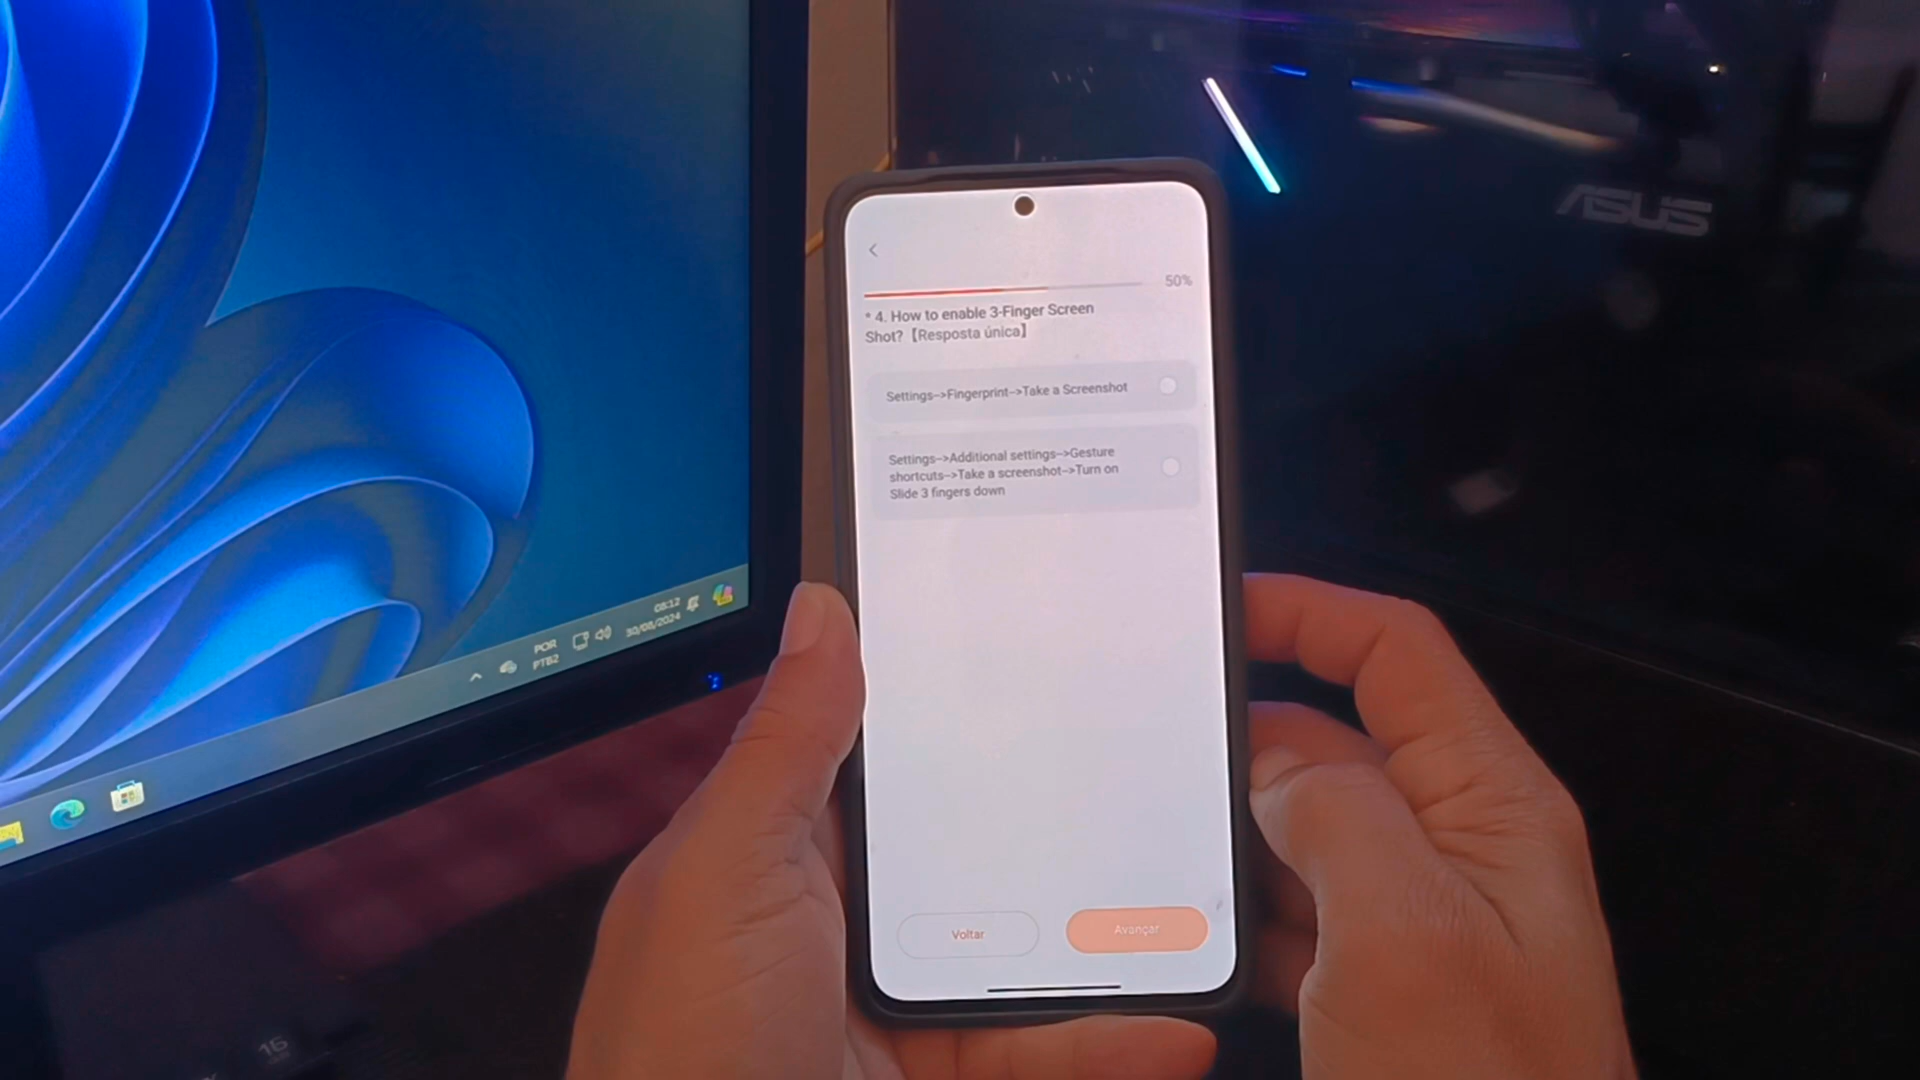 50%
* 4. How to enable 3-Finger Screen
Shot?【Resposta única】
Settings-->Fingerprint-->Take a Screenshot
Settings-->Additional settings-->Gesture
shortcuts-->Take a screenshot-->Turn on
Slide 3 fingers down
Voltar
Avançar
ASUS
08:12
30/08/2024
POR
PTB2
16